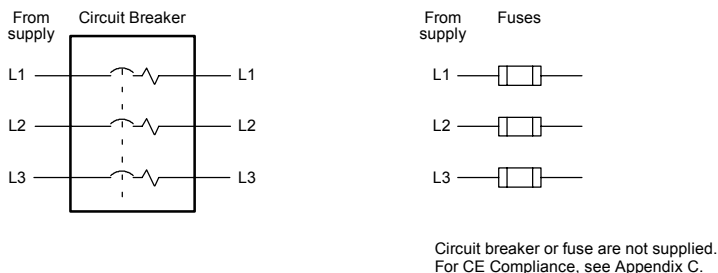 From supply
Circuit Breaker
L1
L1
L2
L2
L3
L3
From supply
Fuses
L1
L2
L3
Circuit breaker or fuse are not supplied.
For CE Compliance, see Appendix C.